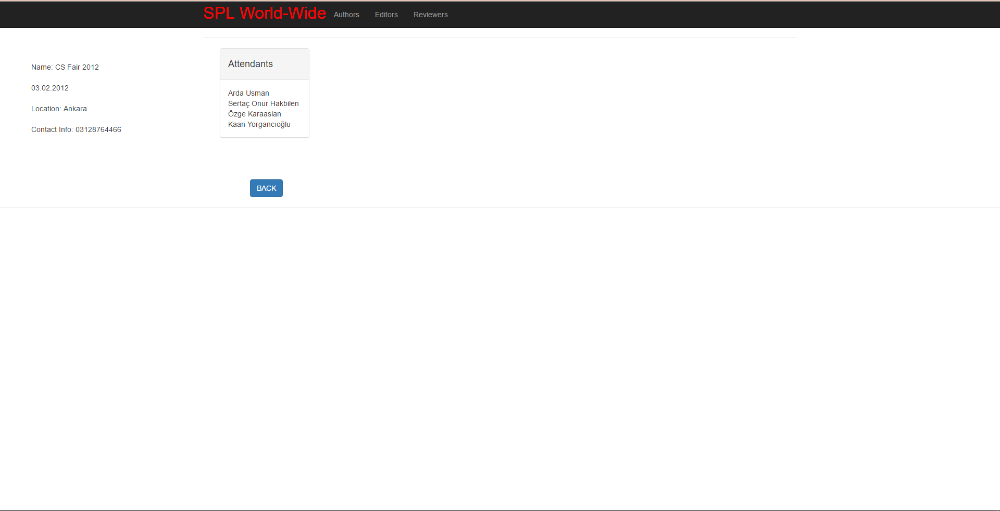 SPL World-Wide Authors Editors Reviewers
Name: CS Fair 2012
03.02.2012
Location: Ankara
Contact Info: 03128764466
Attendants
Arda Usman
Sertaç Onur Hakbilen
Özge Karaaslan
Kaan Yorgancıoğlu
BACK